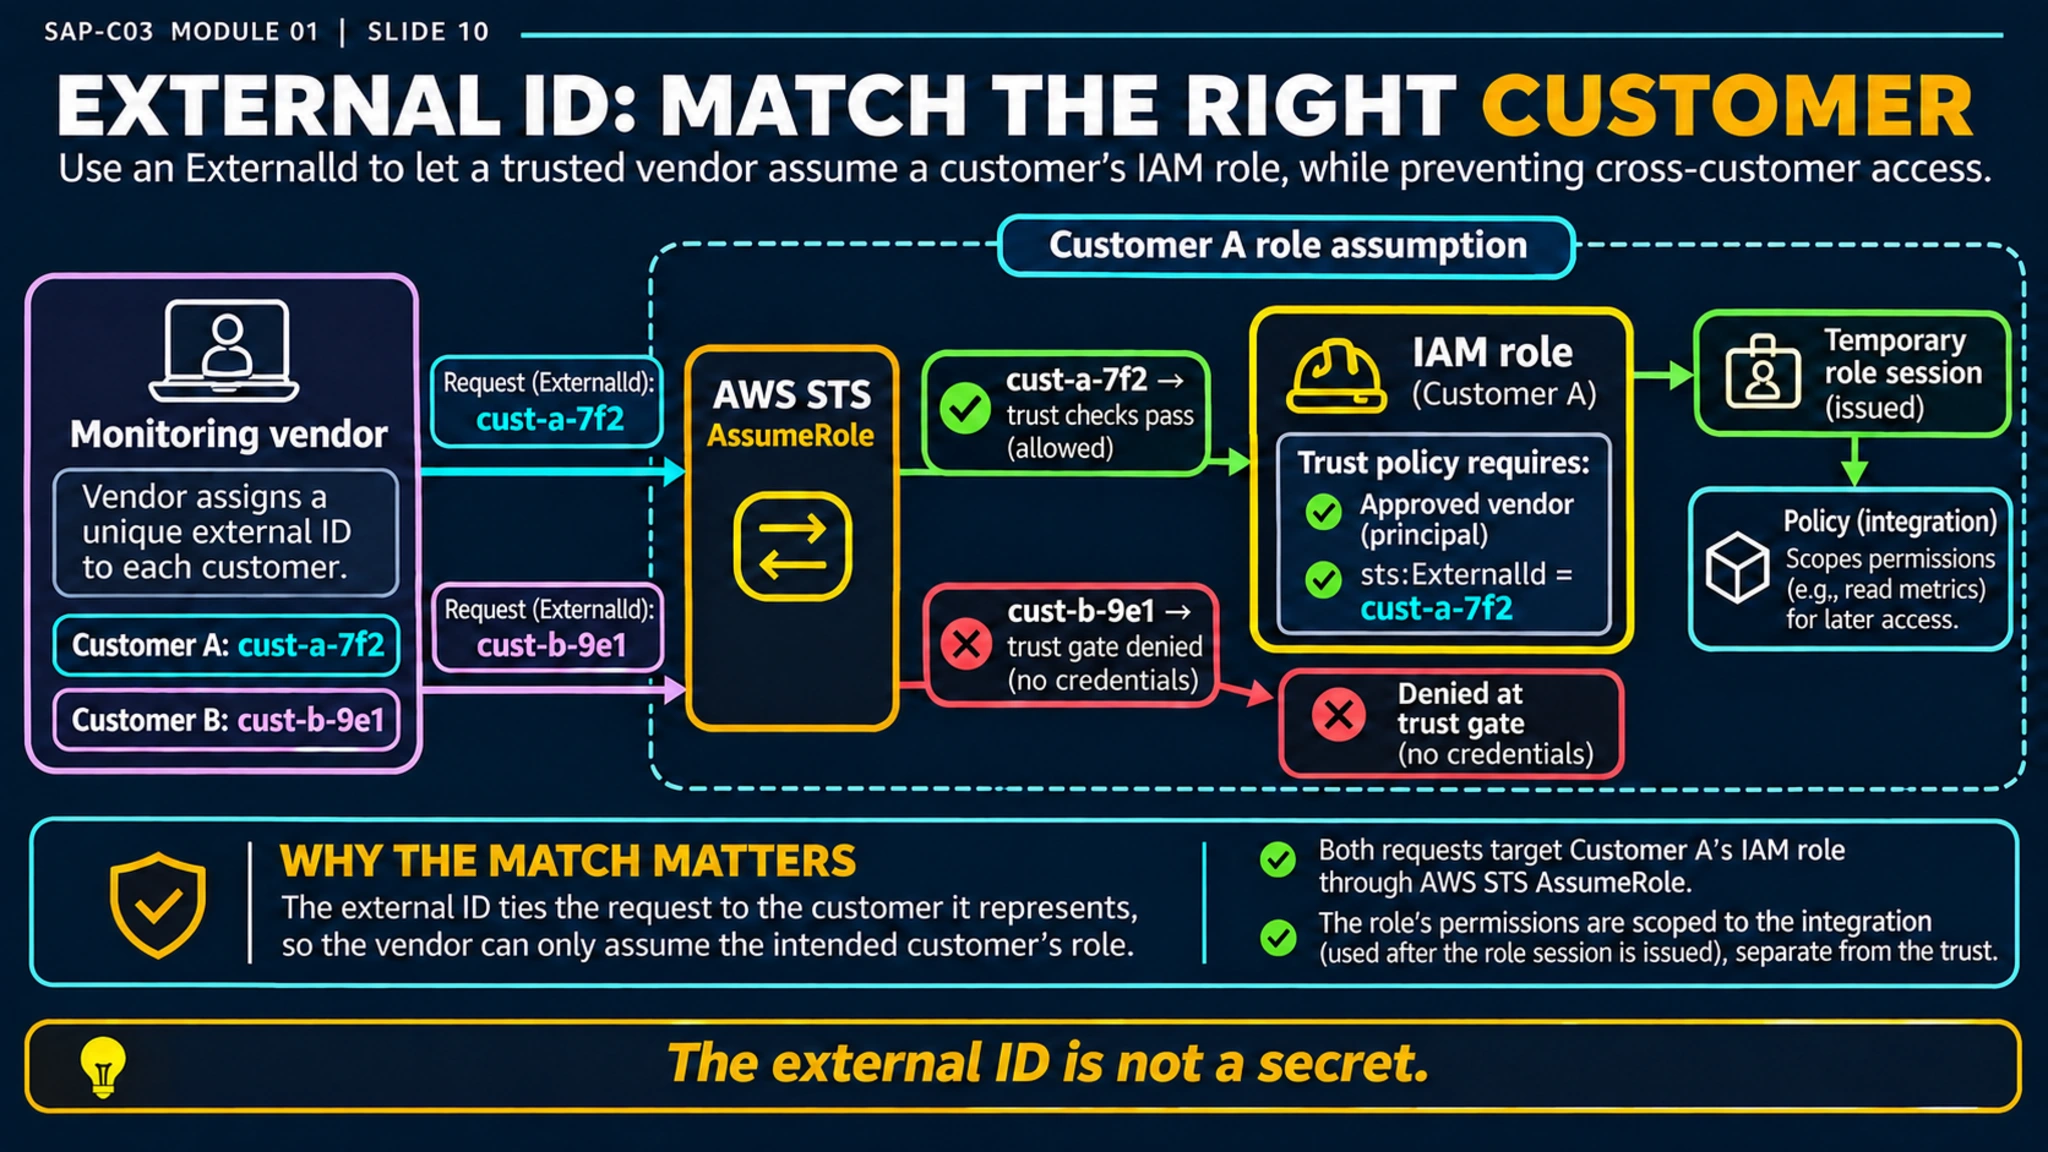 SAP-C03 MODULE 01 | SLIDE 10
EXTERNAL ID: MATCH THE RIGHT CUSTOMER
Use an ExternalId to let a trusted vendor assume a customer's IAM role, while preventing cross-customer access.
Customer A role assumption
Monitoring vendor
Vendor assigns a
unique external ID
to each customer.
Customer A: cust-a-7f2
Customer B: cust-b-9e1
Request (ExternalId):
cust-a-7f2
Request (ExternalId):
cust-b-9e1
AWS STS
AssumeRole
cust-a-7f2 →
trust checks pass
(allowed)
cust-b-9e1 →
trust gate denied
(no credentials)
IAM role
(Customer A)
Trust policy requires:
Approved vendor
(principal)
sts:ExternalId =
cust-a-7f2
Denied at
trust gate
(no credentials)
Temporary
role session
(issued)
Policy (integration)
Scopes permissions
(e.g., read metrics)
for later access.
WHY THE MATCH MATTERS
The external ID ties the request to the customer it represents,
so the vendor can only assume the intended customer's role.
Both requests target Customer A's IAM role
through AWS STS AssumeRole.
The role's permissions are scoped to the integration
(used after the role session is issued), separate from the trust.
The external ID is not a secret.